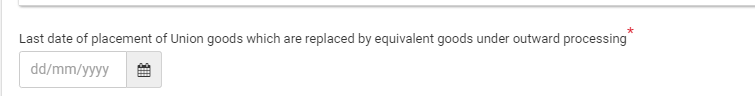 Last date of placement of Union goods which are replaced by equivalent goods under outward processing*
dd/mm/yyyy